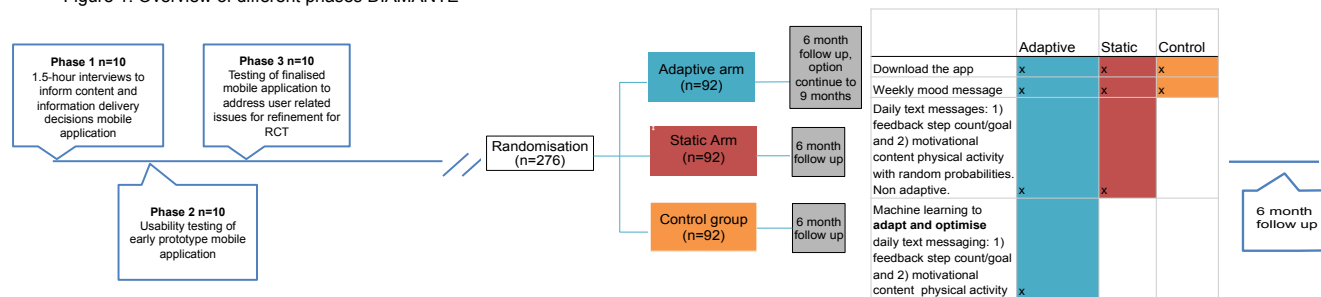 Figure 1: Overview of different phases DIAMANTE
Phase 1 n=10
1.5-hour interviews to
inform content and
information delivery
decisions mobile
application
Phase 3 n=10
Testing of finalised
mobile application to
address user related
issues for refinement for
RCT
Phase 2 n=10
Usability testing of
early prototype mobile
application
Randomisation
(n=276)
Adaptive arm
(n=92)
Static Arm
(n=92)
Control group
(n=92)
6 month
follow up,
option
continue to
9 months
6 month
follow up
6 month
follow up
Adaptive Static Control
Download the app x x x
Weekly mood message x x x
Daily text messages: 1)
feedback step count/goal
and 2) motivational
content physical activity
with random probabilities.
Non adaptive. x x
Machine learning to
adapt and optimise
daily text messaging: 1)
feedback step count/goal
and 2) motivational
content physical activity x
6 month
follow up